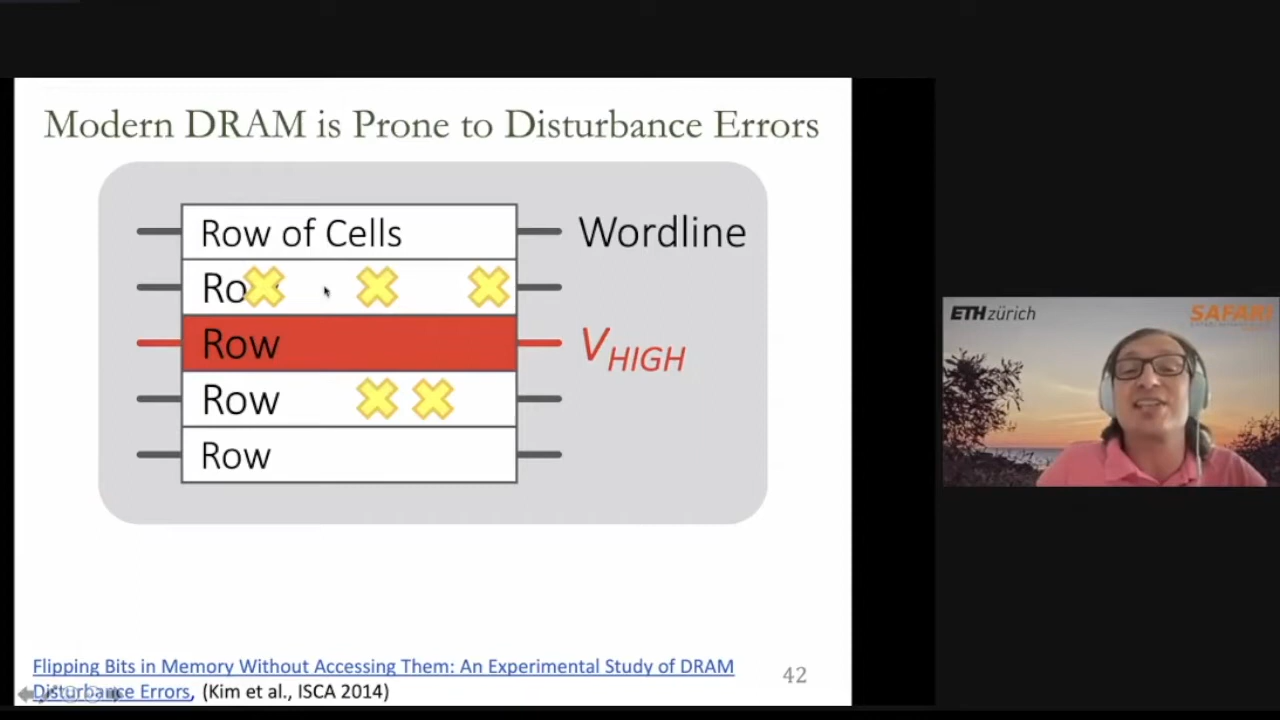 Modern DRAM is Prone to Disturbance Errors
Row of Cells
Wordline
Row
Row
VHIGH
Row
Row
Flipping Bits in Memory Without Accessing Them: An Experimental Study of DRAM
Disturbance Errors, (Kim et al., ISCA 2014)
42
ETH zürich
SAFARI